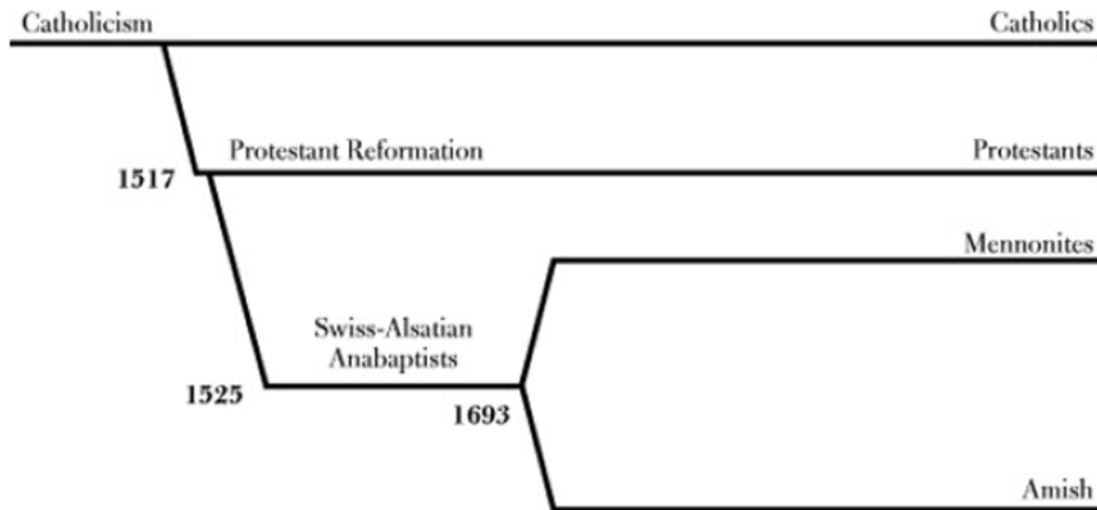 Catholicism
Catholics
Protestant Reformation
Protestants
1517
Mennonites
Swiss-Alsatian
Anabaptists
1525
1693
Amish